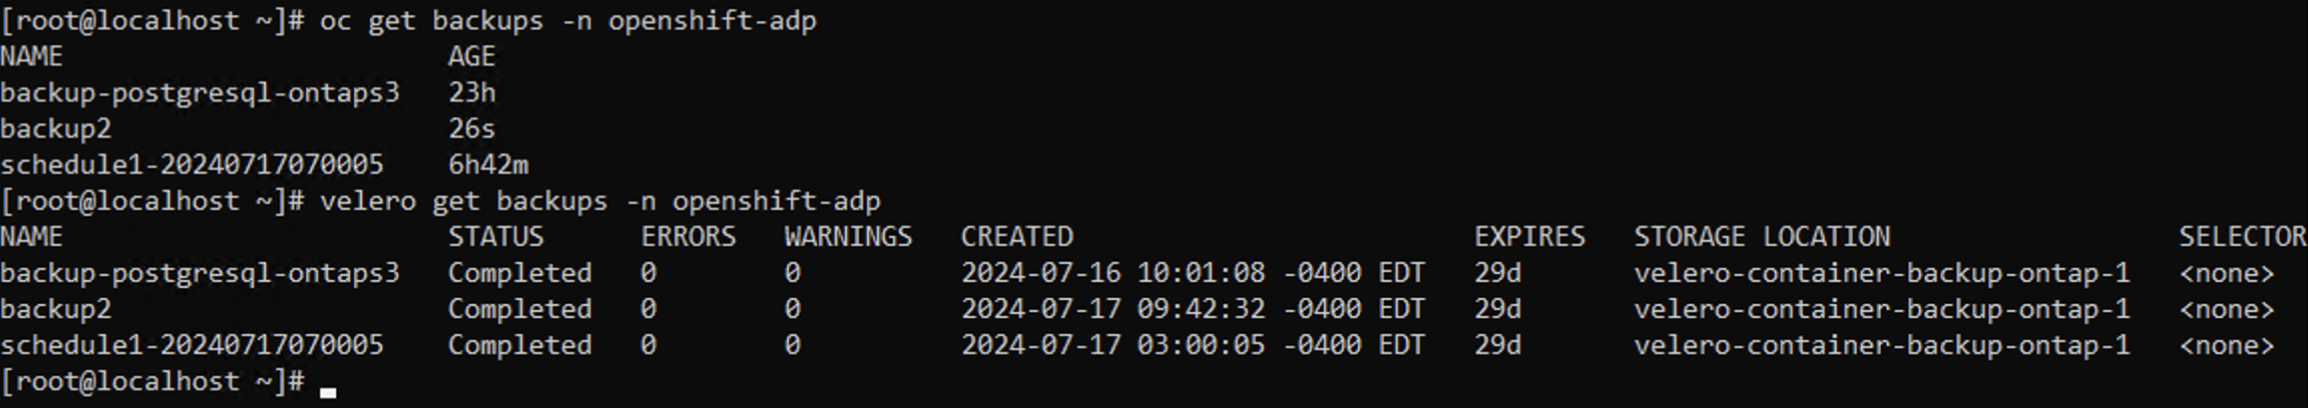 [root@localhost ~]# oc get backups -n openshift-adp
NAME                        AGE
backup-postgresql-ontaps3   23h
backup2                     26s
schedule1-20240717070005    6h42m
[root@localhost ~]# velero get backups -n openshift-adp
NAME                        STATUS      ERRORS   WARNINGS   CREATED                         EXPIRES   STORAGE LOCATION                  SELECTOR
backup-postgresql-ontaps3   Completed   0        0          2024-07-16 10:01:08 -0400 EDT   29d       velero-container-backup-ontap-1   <none>
backup2                     Completed   0        0          2024-07-17 09:42:32 -0400 EDT   29d       velero-container-backup-ontap-1   <none>
schedule1-20240717070005    Completed   0        0          2024-07-17 03:00:05 -0400 EDT   29d       velero-container-backup-ontap-1   <none>
[root@localhost ~]#